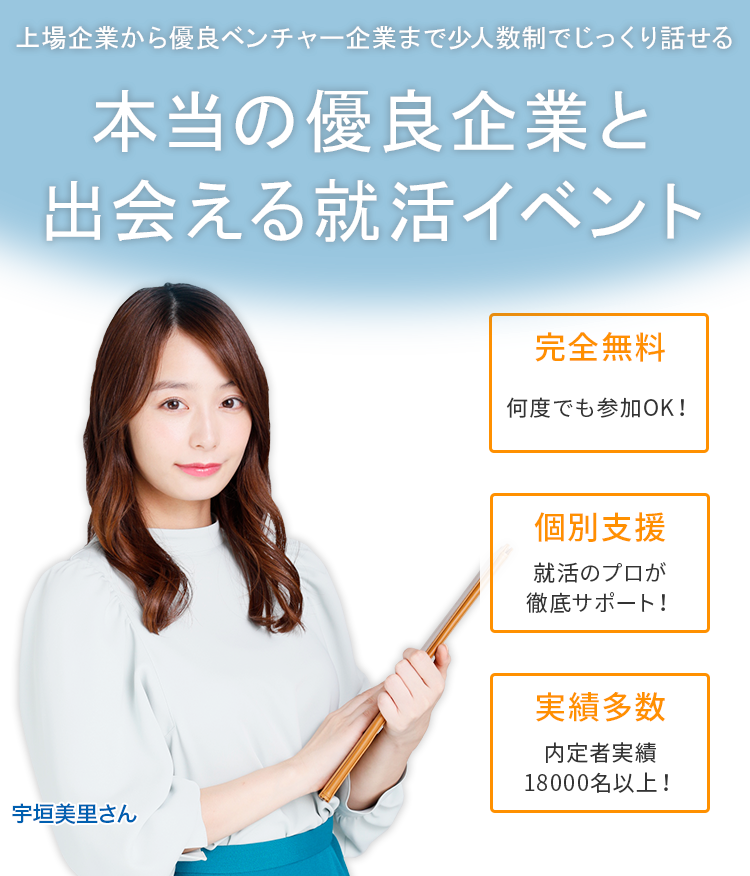 上場企業から優良ベンチャー企業まで少人数制でじっくり話せる
本当の優良企業と
出会える就活イベント
完全無料
何度でも参加OK！
個別支援
就活のプロが
徹底サポート！
実績多数
内定者実績
18000名以上！
宇垣美里さん